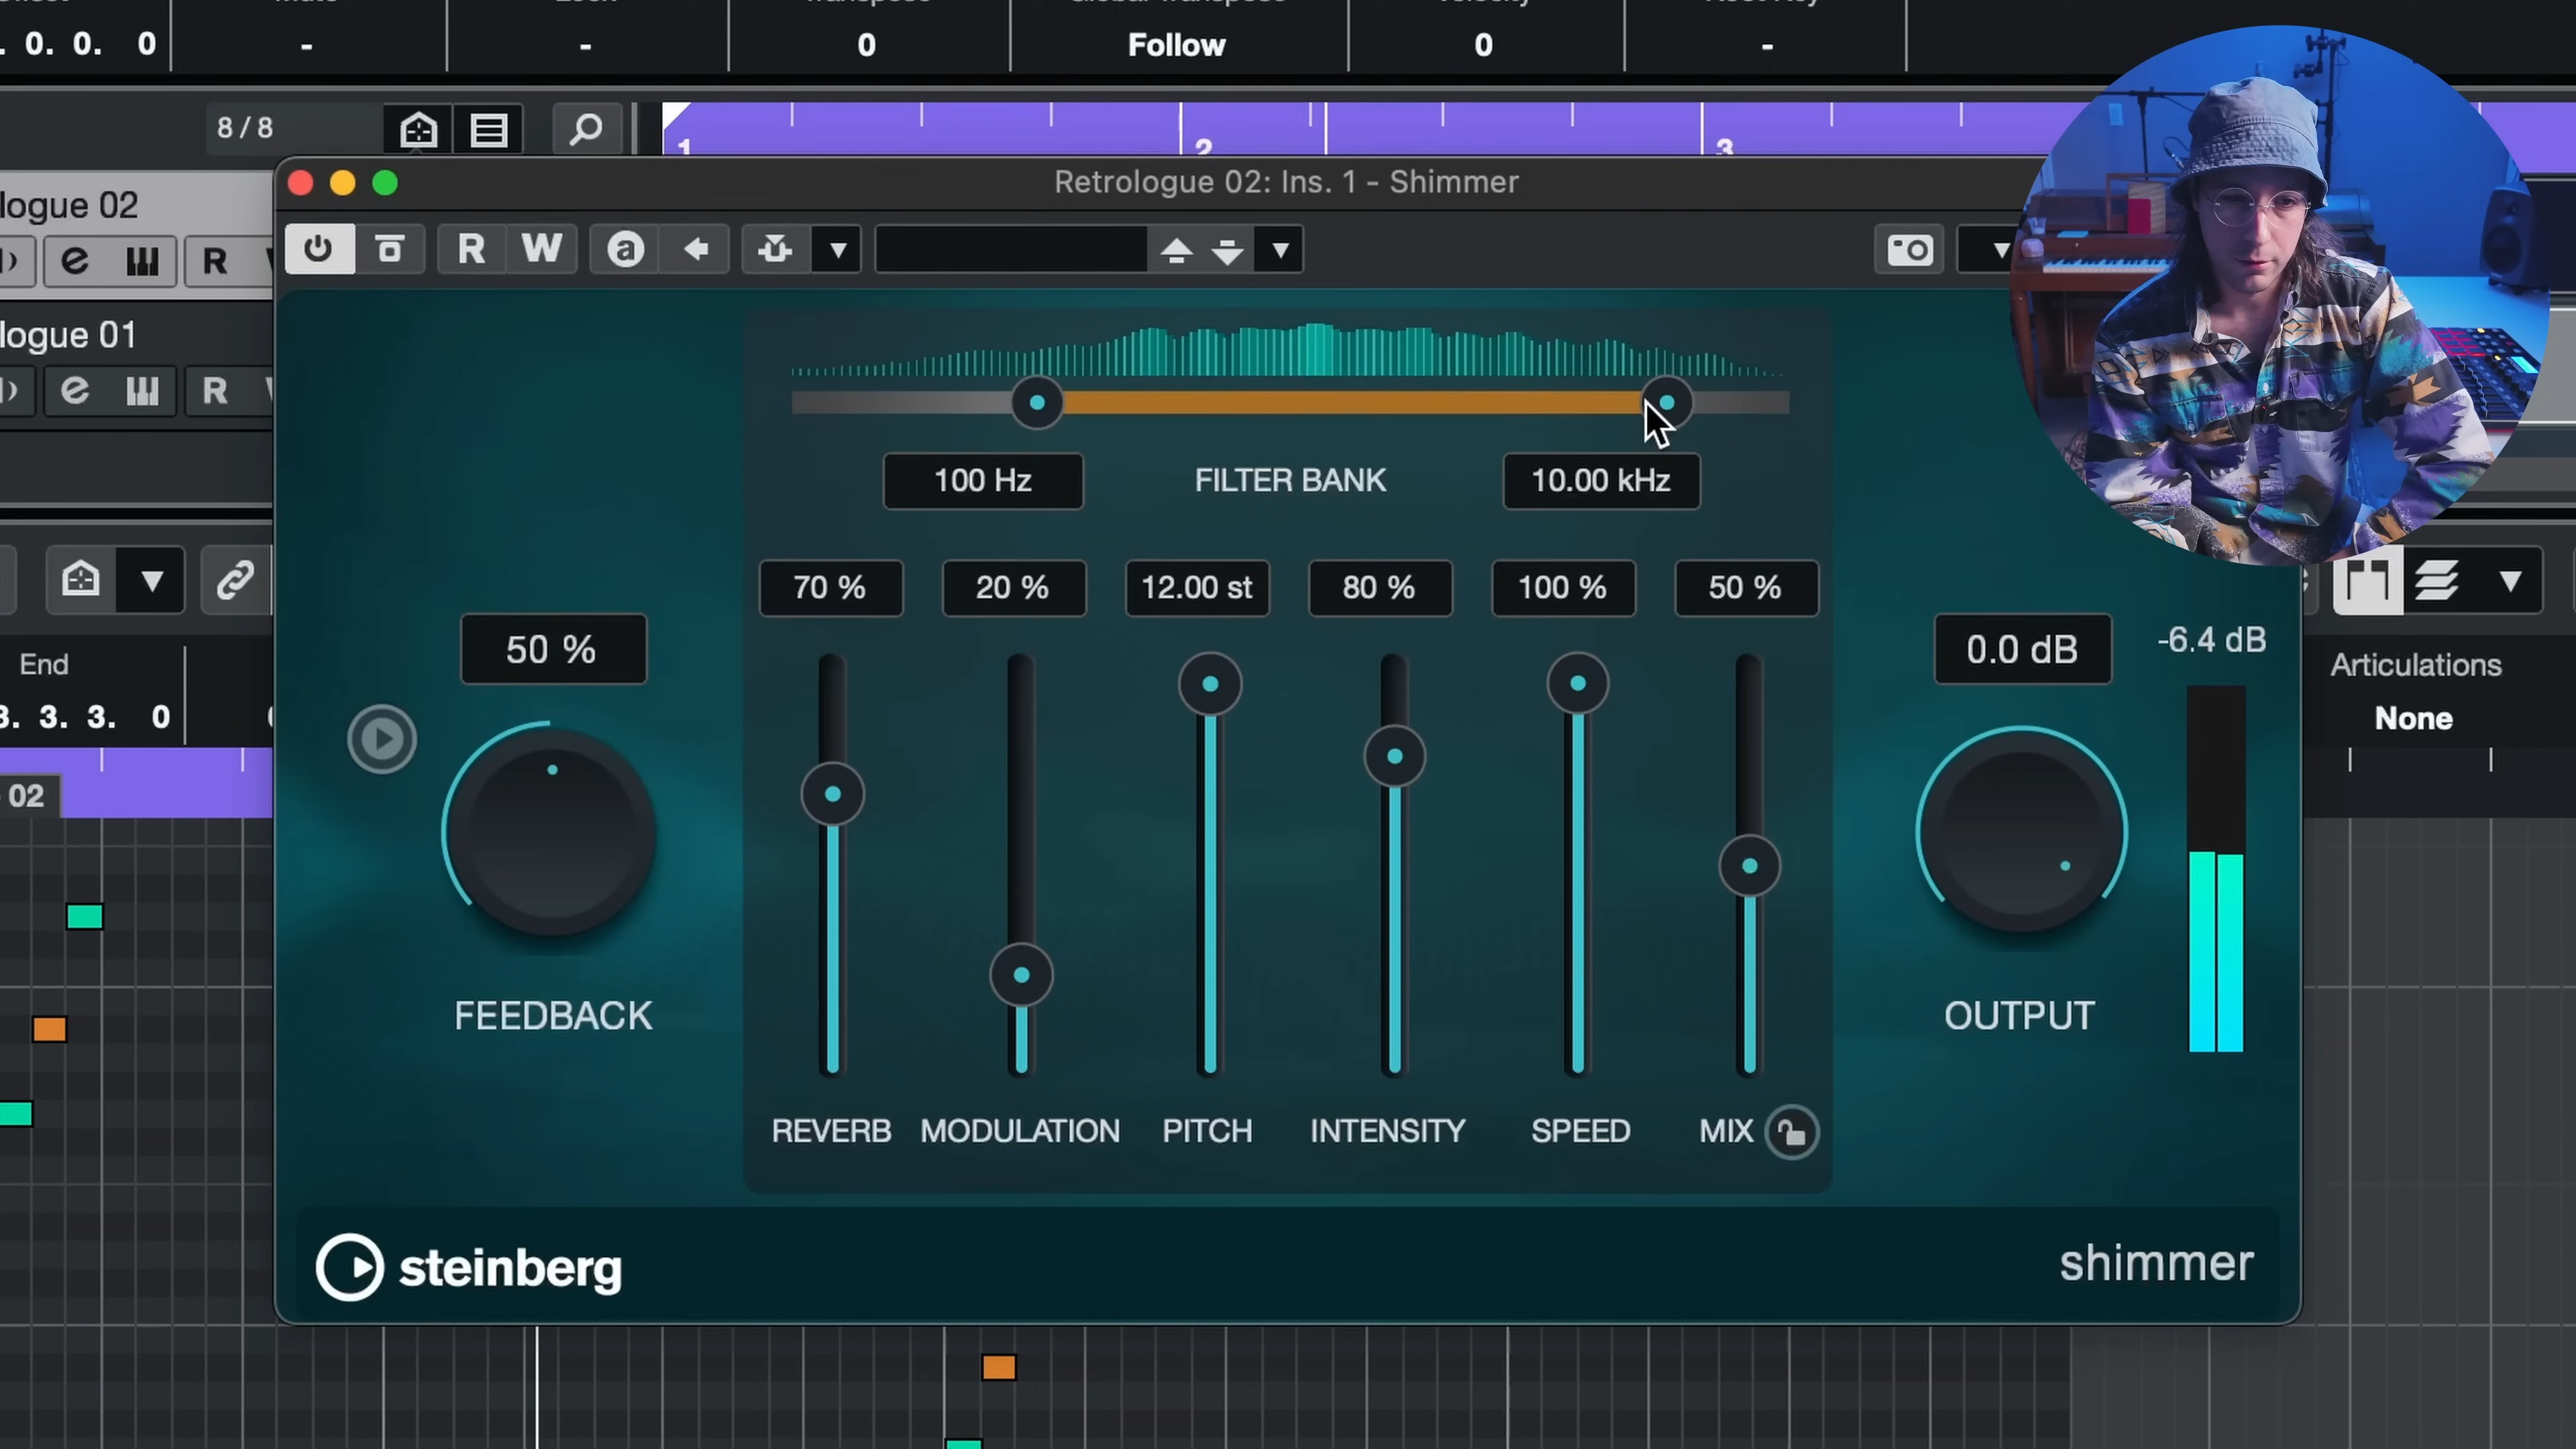 . 0. 0. 0 - - 0 Follow 0 -
8 / 8
1 2 3
logue 02
Retrologue 02: Ins. 1 - Shimmer
e R
R W a
logue 01
e R
100 Hz FILTER BANK 10.00 kHz
70 % 20 % 12.00 st 80 % 100 % 50 %
50 %
0.0 dB -6.4 dB
End
3. 3. 3. 0
Articulations
None
02
FEEDBACK
OUTPUT
REVERB MODULATION PITCH INTENSITY SPEED MIX
steinberg
shimmer